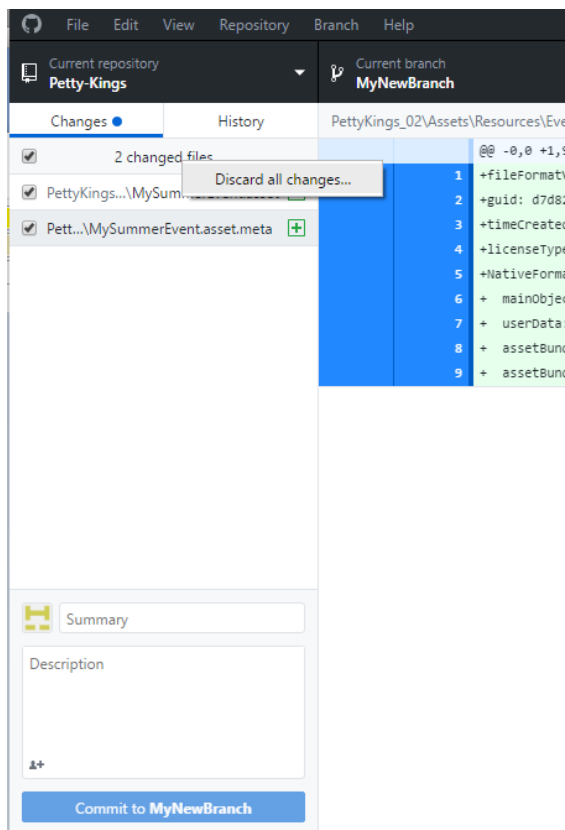 File Edit View Repository Branch Help
Current repository
Petty-Kings
Current branch
MyNewBranch
Changes
History
PettyKings_02\Assets\Resources\Eve
2 changed files
Discard all changes...
PettyKings...\MySummerEvent.asset
Pett...\MySummerEvent.asset.meta
@@ -0,0 +1,9
1 +fileFormatV
2 +guid: d7d82
3 +timeCreated
4 +licenseType
5 +NativeForma
6 + mainObjec
7 + userData:
8 + assetBund
9 + assetBund
Summary
Description
Commit to MyNewBranch